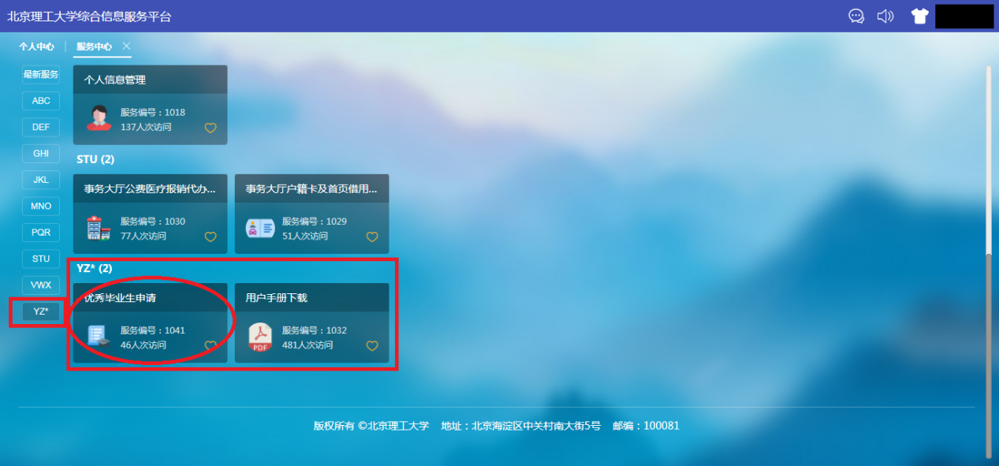 北京理工大学综合信息服务平台
个人中心 服务中心
最新服务
ABC
DEF
GHI
JKL
MNO
PQR
STU
VWX
YZ*
个人信息管理
服务编号：1018
137人次访问
STU (2)
事务大厅公费医疗报销代办...
服务编号：1030
77人次访问
事务大厅户籍卡及首页借用...
服务编号：1029
51人次访问
YZ* (2)
优秀毕业生申请
服务编号：1041
46人次访问
用户手册下载
PDF
服务编号：1032
481人次访问
版权所有 ©北京理工大学 地址：北京海淀区中关村南大街5号 邮编：100081